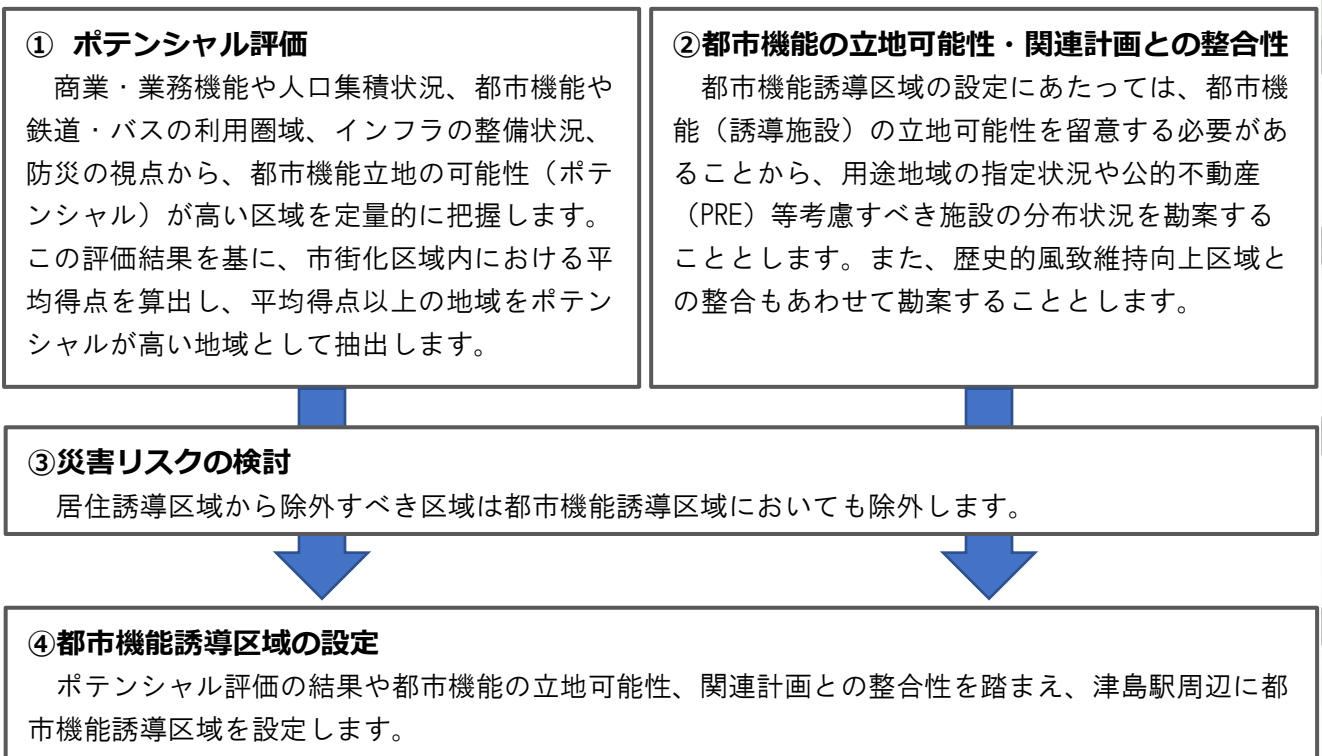 ① ポテンシャル評価
商業・業務機能や人口集積状況、都市機能や
鉄道・バスの利用圏域、インフラの整備状況、
防災の視点から、都市機能立地の可能性（ポテ
ンシャル）が高い区域を定量的に把握します。
この評価結果を基に、市街化区域内における平
均得点を算出し、平均得点以上の地域をポテン
シャルが高い地域として抽出します。
②都市機能の立地可能性・関連計画との整合性
都市機能誘導区域の設定にあたっては、都市機
能（誘導施設）の立地可能性を留意する必要があ
ることから、用途地域の指定状況や公的不動産
（PRE）等考慮すべき施設の分布状況を勘案する
こととします。また、歴史的風致維持向上区域と
の整合もあわせて勘案することとします。
③災害リスクの検討
居住誘導区域から除外すべき区域は都市機能誘導区域においても除外します。
④都市機能誘導区域の設定
ポテンシャル評価の結果や都市機能の立地可能性、関連計画との整合性を踏まえ、津島駅周辺に都
市機能誘導区域を設定します。